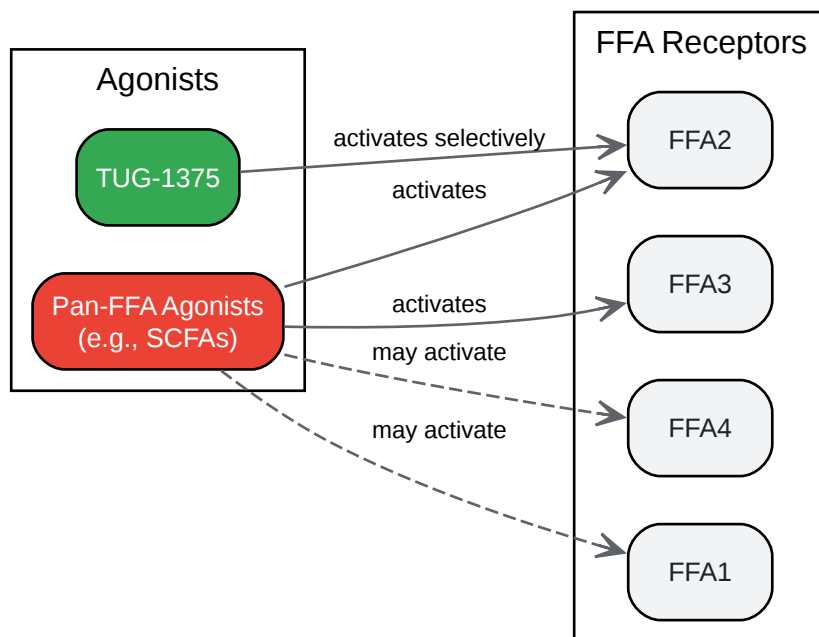 FFA Receptors
Agonists
TUG-1375
activates selectively
FFA2
activates
Pan-FFA Agonists
(e.g., SCFAs)
activates
FFA3
may activate
FFA4
may activate
FFA1